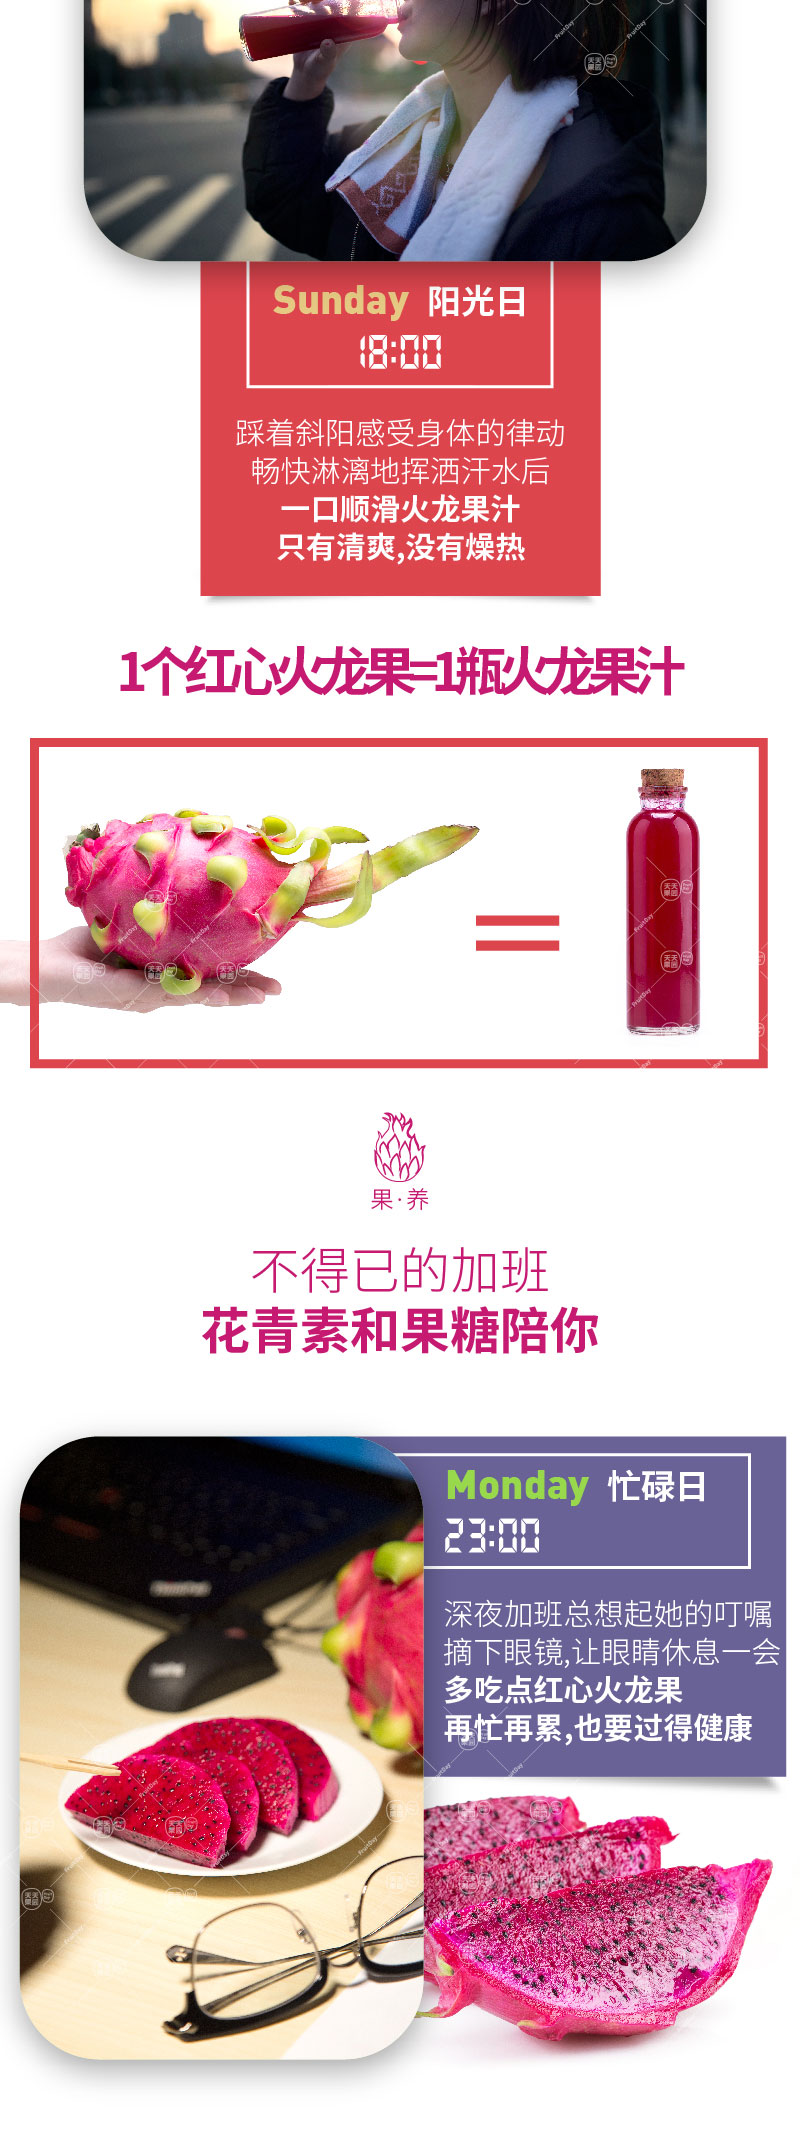 Sunday 阳光日
18:00
踩着斜阳感受身体的律动
畅快淋漓地挥洒汗水后
一口顺滑火龙果汁
只有清爽,没有燥热
1个红心火龙果=1瓶火龙果汁
果·养
不得已的加班
花青素和果糖陪你
Monday 忙碌日
23:00
深夜加班总想起她的叮嘱
摘下眼镜,让眼睛休息一会
多吃点红心火龙果
再忙再累,也要过得健康
天天果园
FruitDay